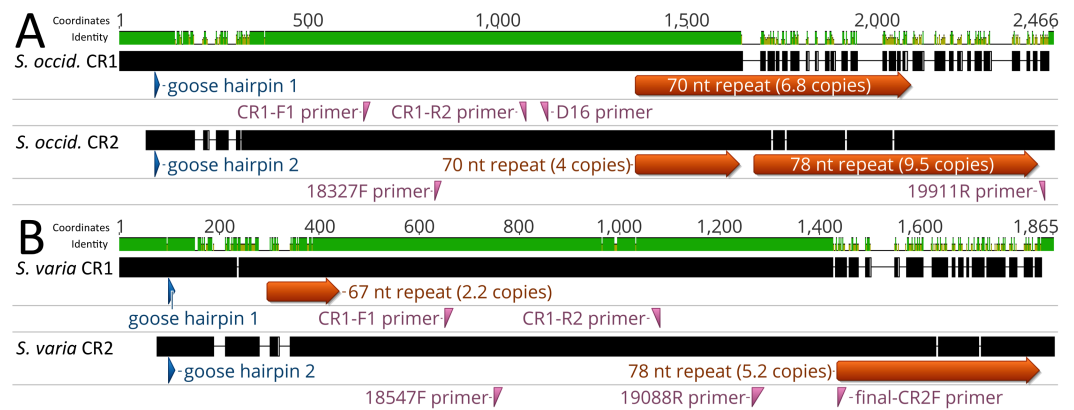 A
Coordinates 1 500 1,000 1,500 2,000 2,466
Identity
S. occid. CR1
goose hairpin 1 70 nt repeat (6.8 copies)
CR1-F1 primer CR1-R2 primer D16 primer
S. occid. CR2
goose hairpin 2 70 nt repeat (4 copies) 78 nt repeat (9.5 copies)
18327F primer 19911R primer
B
Coordinates 1 200 400 600 800 1,000 1,200 1,400 1,600 1,865
Identity
S. varia CR1
67 nt repeat (2.2 copies)
goose hairpin 1 CR1-F1 primer CR1-R2 primer
S. varia CR2
goose hairpin 2 78 nt repeat (5.2 copies)
18547F primer 19088R primer final-CR2F primer